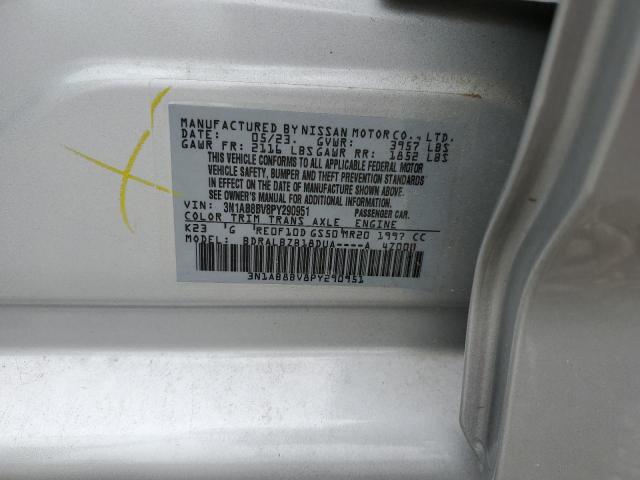 MANUFACTURED BY NISSAN MOTOR CO., LTD.
DATE: 05/23 GVWR: 3957 LBS
GAWR FR: 2116 LBS GAWR RR: 1852 LBS
THIS VEHICLE CONFORMS TO ALL APPLICABLE FEDERAL MOTOR
VEHICLE SAFETY, BUMPER AND THEFT PREVENTION STANDARDS
IN EFFECT ON THE DATE OF MANUFACTURE SHOWN ABOVE.
SEE OWNER'S MANUAL FOR ADDITIONAL INFORMATION.
VIN: 3N1AB8BV8PY290951 PASSENGER CAR
COLOR TRIM TRANS AXLE ENGINE
K23 G RE0F10D GS50 MR20 1997 CC
MODEL: BDRALBZB18DUA----A 4Z000
3N1AB8BV8PY290951